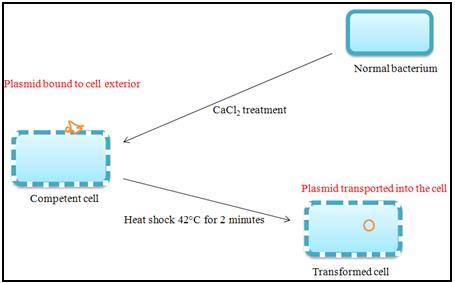 Normal bacterium
Plasmid bound to cell exterior
CaCl₂ treatment
Competent cell
Plasmid transported into the cell
Heat shock 42°C for 2 minutes
Transformed cell